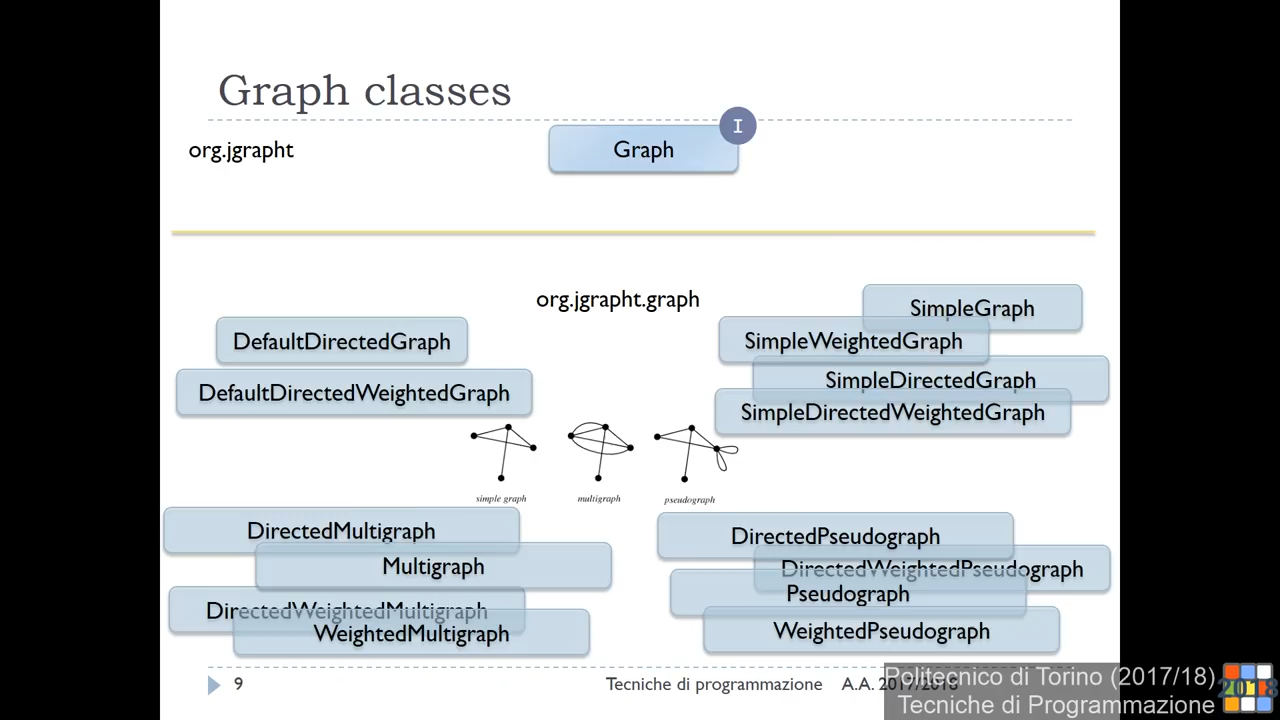 Graph classes
I
org.jgrapht
Graph
org.jgrapht.graph
SimpleGraph
DefaultDirectedGraph
SimpleWeightedGraph
SimpleDirectedGraph
DefaultDirectedWeightedGraph
SimpleDirectedWeightedGraph
simple graph
multigraph
pseudograph
DirectedMultigraph
DirectedPseudograph
Multigraph
DirectedWeightedPseudograph
Pseudograph
DirectedWeightedMultigraph
WeightedMultigraph
WeightedPseudograph
9
Tecniche di programmazione
A.A. 2017/2018
Politecnico di Torino (2017/18)
2018
Tecniche di Programmazione